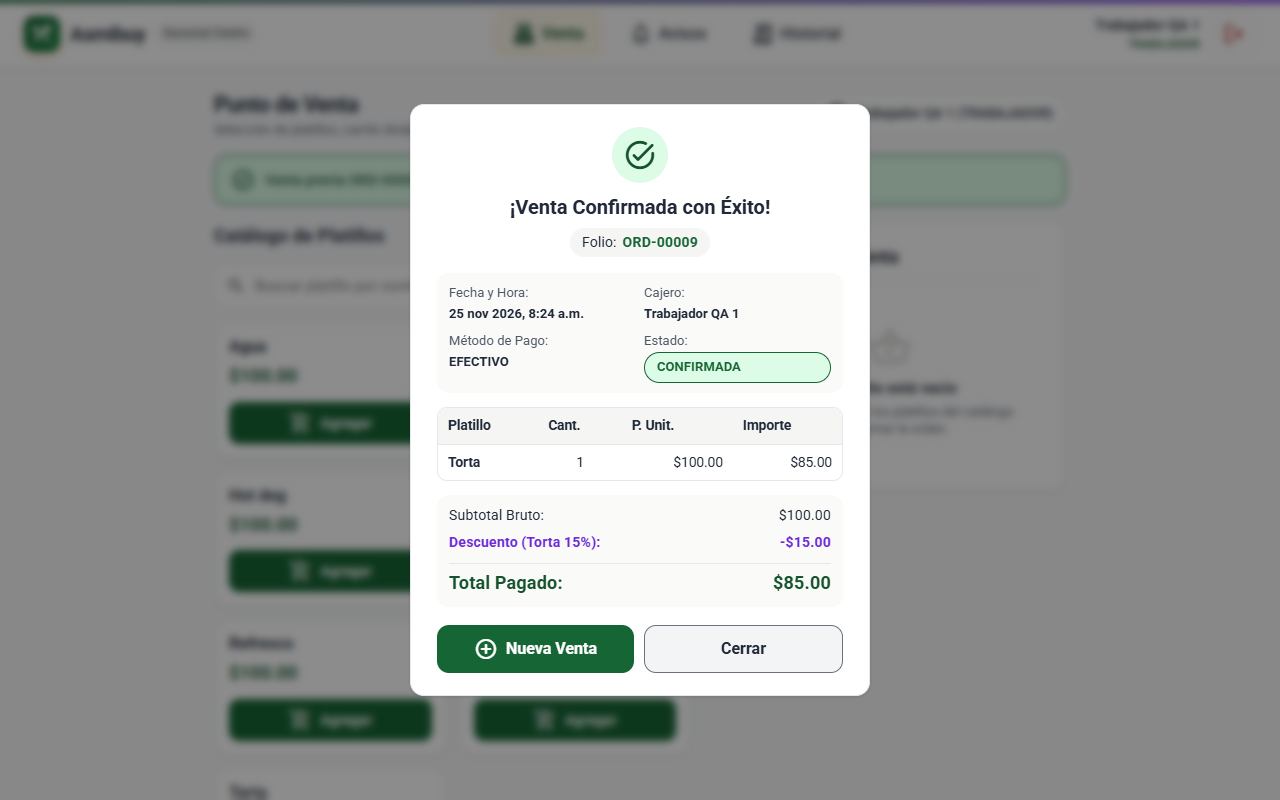 Venta
Avisos
Historial
Trabajador QA 1
Punto de Venta
Catálogo de Platillos
Agua
$100.00
Agregar
Hot dog
$100.00
Agregar
Refresco
$100.00
Agregar
Agregar
Torta
¡Venta Confirmada con Éxito!
Folio: ORD-00009
Fecha y Hora:
25 nov 2026, 8:24 a.m.
Cajero:
Trabajador QA 1
Método de Pago:
EFECTIVO
Estado:
CONFIRMADA
Platillo Cant. P. Unit. Importe
Torta 1 $100.00 $85.00
Subtotal Bruto: $100.00
Descuento (Torta 15%): -$15.00
Total Pagado: $85.00
Nueva Venta
Cerrar